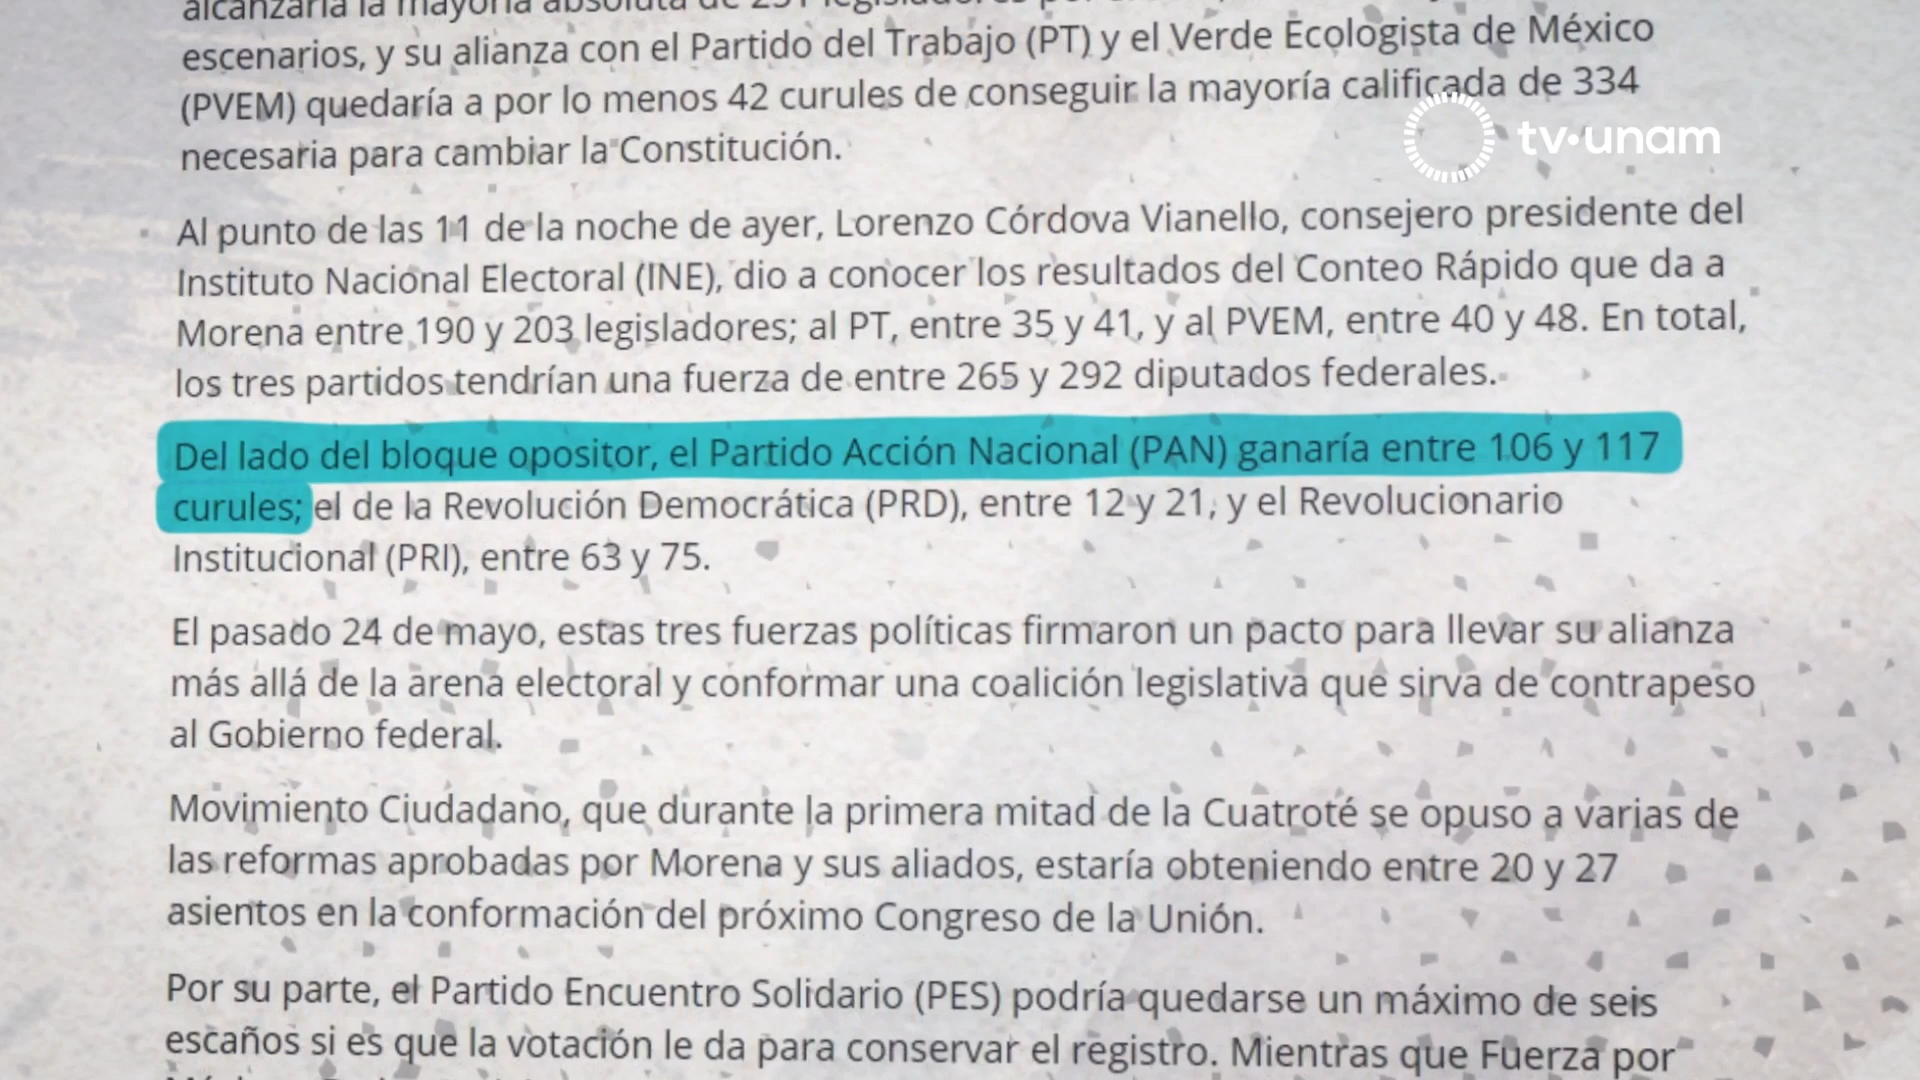 alcanzaría la mayoría absoluta de 251 legisladores por
escenarios, y su alianza con el Partido del Trabajo (PT) y el Verde Ecologista de México
(PVEM) quedaría a por lo menos 42 curules de conseguir la mayoría calificada de 334
necesaria para cambiar la Constitución.
tv·unam
Al punto de las 11 de la noche de ayer, Lorenzo Córdova Vianello, consejero presidente del
Instituto Nacional Electoral (INE), dio a conocer los resultados del Conteo Rápido que da a
Morena entre 190 y 203 legisladores; al PT, entre 35 y 41, y al PVEM, entre 40 y 48. En total,
los tres partidos tendrían una fuerza de entre 265 y 292 diputados federales.
Del lado del bloque opositor, el Partido Acción Nacional (PAN) ganaría entre 106 y 117
curules; el de la Revolución Democrática (PRD), entre 12 y 21, y el Revolucionario
Institucional (PRI), entre 63 y 75.
El pasado 24 de mayo, estas tres fuerzas políticas firmaron un pacto para llevar su alianza
más allá de la arena electoral y conformar una coalición legislativa que sirva de contrapeso
al Gobierno federal.
Movimiento Ciudadano, que durante la primera mitad de la Cuatroté se opuso a varias de
las reformas aprobadas por Morena y sus aliados, estaría obteniendo entre 20 y 27
asientos en la conformación del próximo Congreso de la Unión.
Por su parte, el Partido Encuentro Solidario (PES) podría quedarse un máximo de seis
escaños si es que la votación le da para conservar el registro. Mientras que Fuerza por